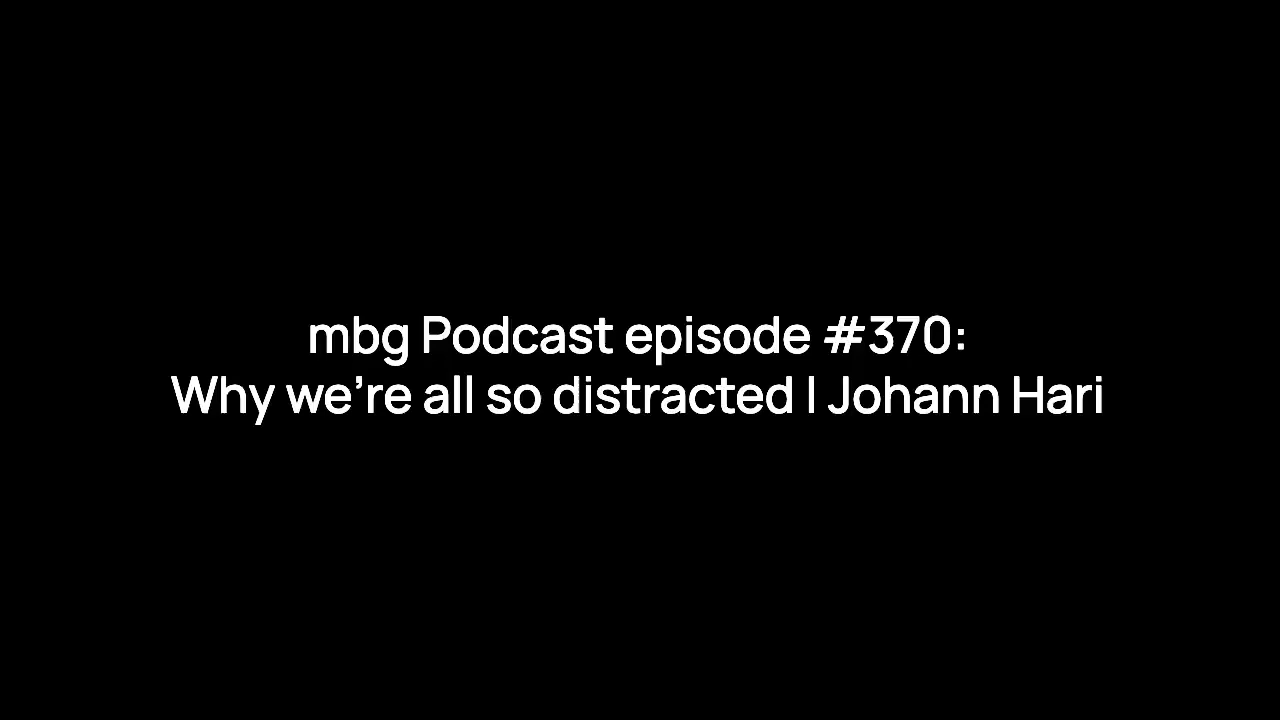 mbg Podcast episode #370:
Why we're all so distracted | Johann Hari